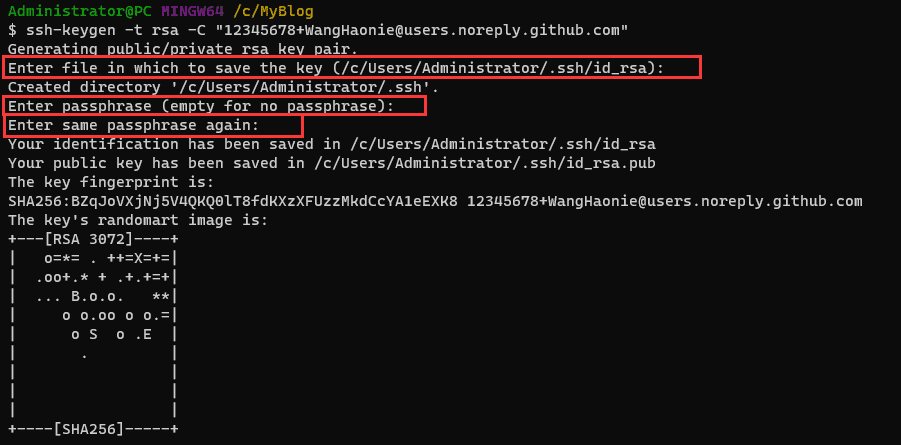 Administrator@PC MINGW64 /c/MyBlog
$ ssh-keygen -t rsa -C "12345678+WangHaonie@users.noreply.github.com"
Generating public/private rsa key pair.
Enter file in which to save the key (/c/Users/Administrator/.ssh/id_rsa):
Created directory '/c/Users/Administrator/.ssh'.
Enter passphrase (empty for no passphrase):
Enter same passphrase again:
Your identification has been saved in /c/Users/Administrator/.ssh/id_rsa
Your public key has been saved in /c/Users/Administrator/.ssh/id_rsa.pub
The key fingerprint is:
SHA256:BZqJoVXjNj5V4QKQ0lT8fdKXzXFUzzMkdCcYA1eEXK8 12345678+WangHaonie@users.noreply.github.com
The key's randomart image is:
+---[RSA 3072]----+
|   o=*= . ++=X=+=|
|  .oo+.* + .+.+=+|
|  ... B.o.o.   **|
|     o o.oo o o.=|
|      o S  o .E  |
|       .         |
|                 |
|                 |
|                 |
+----[SHA256]-----+